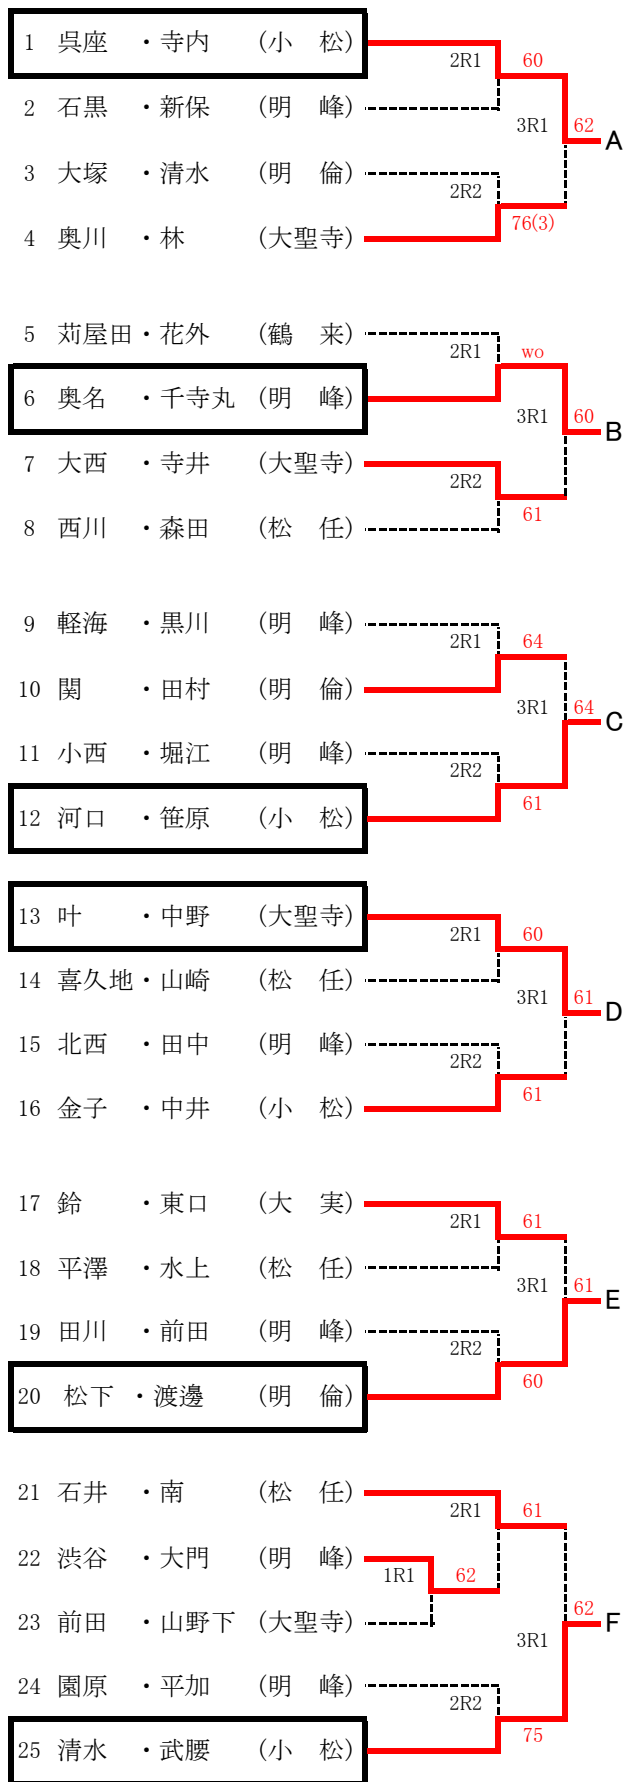 1 呉座 ・寺内 (小 松)
2R1 60
2 石黒 ・新保 (明 峰)
3R1 62 A
3 大塚 ・清水 (明 倫)
2R2
76(3)
4 奥川 ・林 (大聖寺)
5 苅屋田・花外 (鶴 来)
2R1 wo
6 奥名 ・千寺丸 (明 峰)
3R1 60 B
7 大西 ・寺井 (大聖寺)
2R2
61
8 西川 ・森田 (松 任)
9 軽海 ・黒川 (明 峰)
2R1 64
10 関 ・田村 (明 倫)
3R1 64 C
11 小西 ・堀江 (明 峰)
2R2
61
12 河口 ・笹原 (小 松)
13 叶 ・中野 (大聖寺)
2R1 60
14 喜久地・山崎 (松 任)
3R1 61 D
15 北西 ・田中 (明 峰)
2R2
61
16 金子 ・中井 (小 松)
17 鈴 ・東口 (大 実)
2R1 61
18 平澤 ・水上 (松 任)
3R1 61 E
19 田川 ・前田 (明 峰)
2R2
60
20 松下 ・渡邊 (明 倫)
21 石井 ・南 (松 任)
2R1 61
22 渋谷 ・大門 (明 峰)
1R1 62
23 前田 ・山野下 (大聖寺)
3R1 62 F
24 園原 ・平加 (明 峰)
2R2
75
25 清水 ・武腰 (小 松)